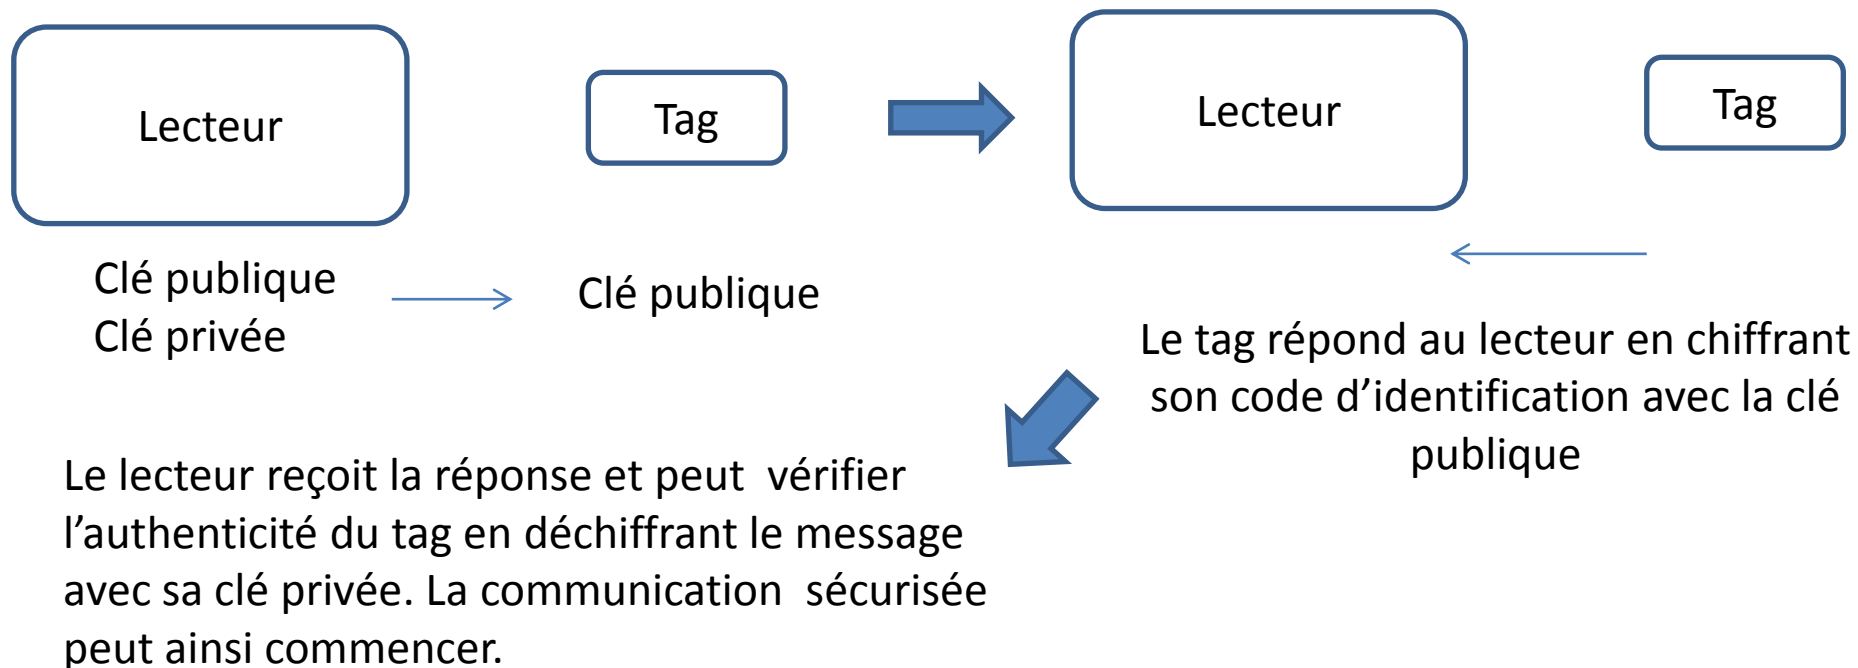 Lecteur
Tag
Lecteur
Tag
Clé publique
Clé privée
Clé publique
Le tag répond au lecteur en chiffrant
son code d’identification avec la clé
publique
Le lecteur reçoit la réponse et peut  vérifier
l’authenticité du tag en déchiffrant le message
avec sa clé privée. La communication  sécurisée
peut ainsi commencer.